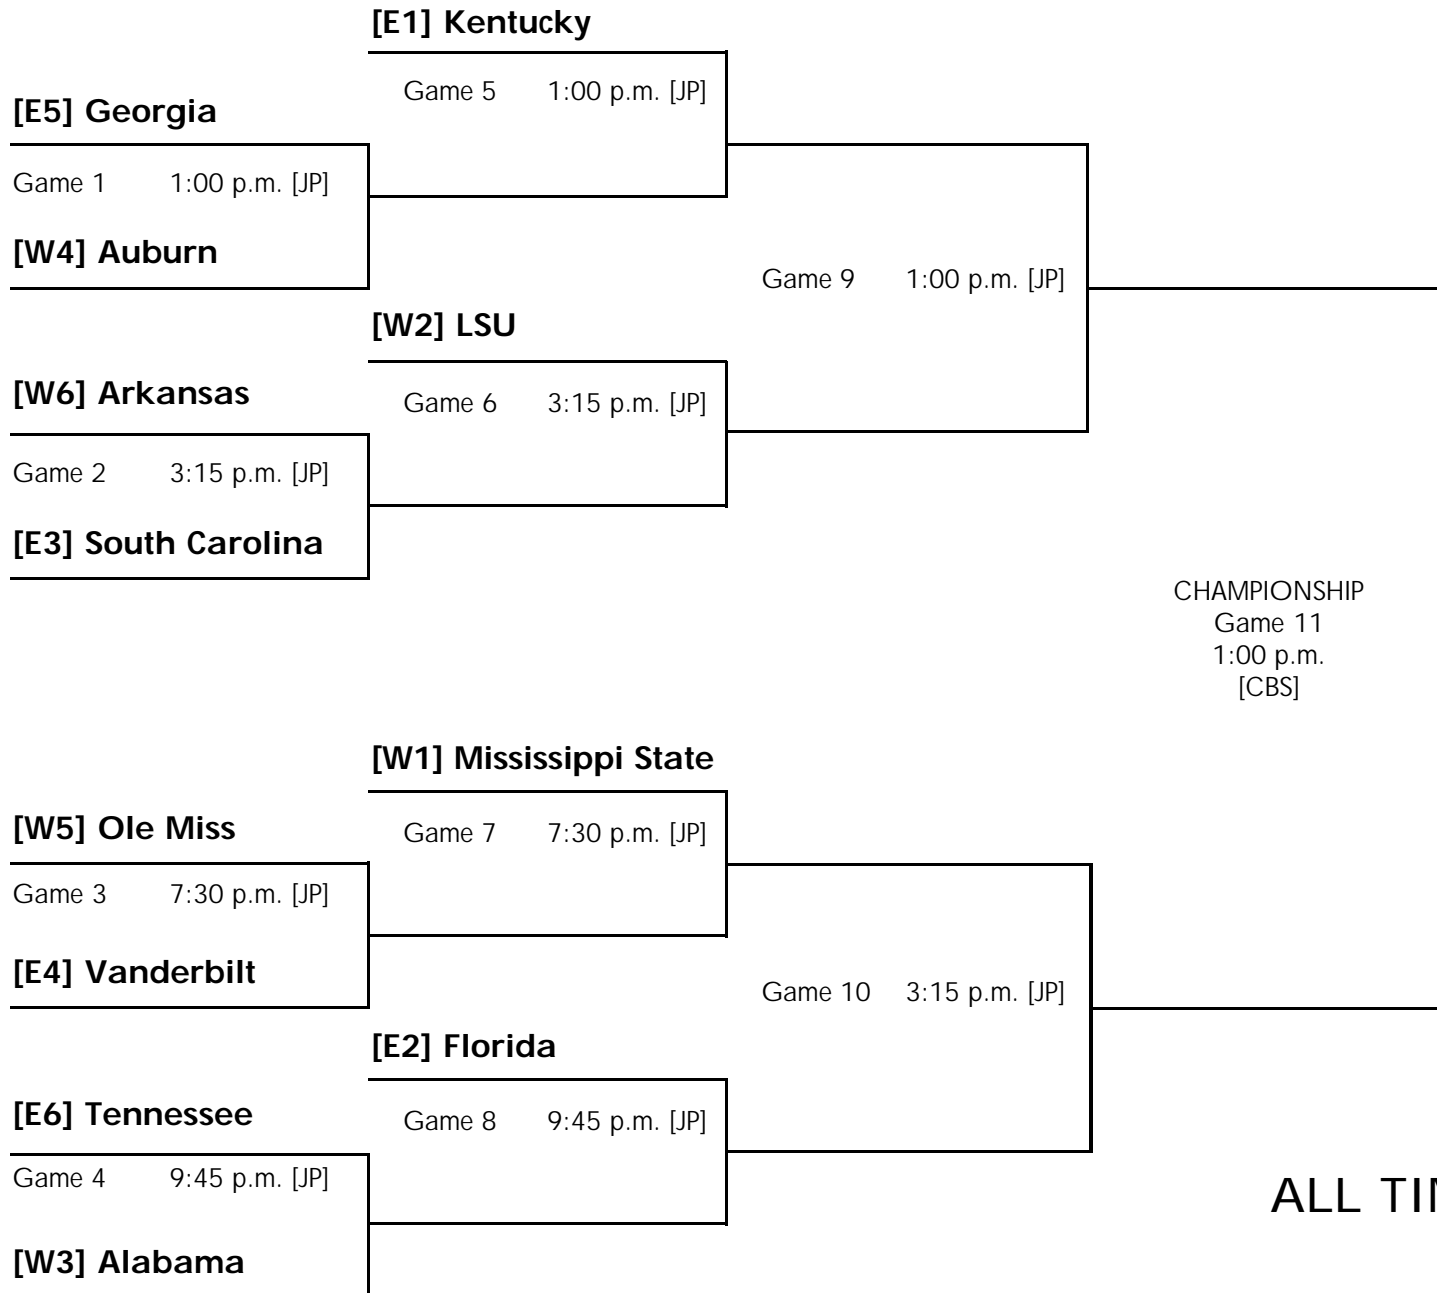 [E1] Kentucky
Game 5 1:00 p.m. [JP]
[E5] Georgia
Game 1 1:00 p.m. [JP]
[W4] Auburn
Game 9 1:00 p.m. [JP]
[W2] LSU
[W6] Arkansas
Game 6 3:15 p.m. [JP]
Game 2 3:15 p.m. [JP]
[E3] South Carolina
CHAMPIONSHIP
Game 11
1:00 p.m.
[CBS]
[W1] Mississippi State
[W5] Ole Miss
Game 7 7:30 p.m. [JP]
Game 3 7:30 p.m. [JP]
[E4] Vanderbilt
Game 10 3:15 p.m. [JP]
[E2] Florida
[E6] Tennessee
Game 8 9:45 p.m. [JP]
Game 4 9:45 p.m. [JP]
ALL
[W3] Alabama